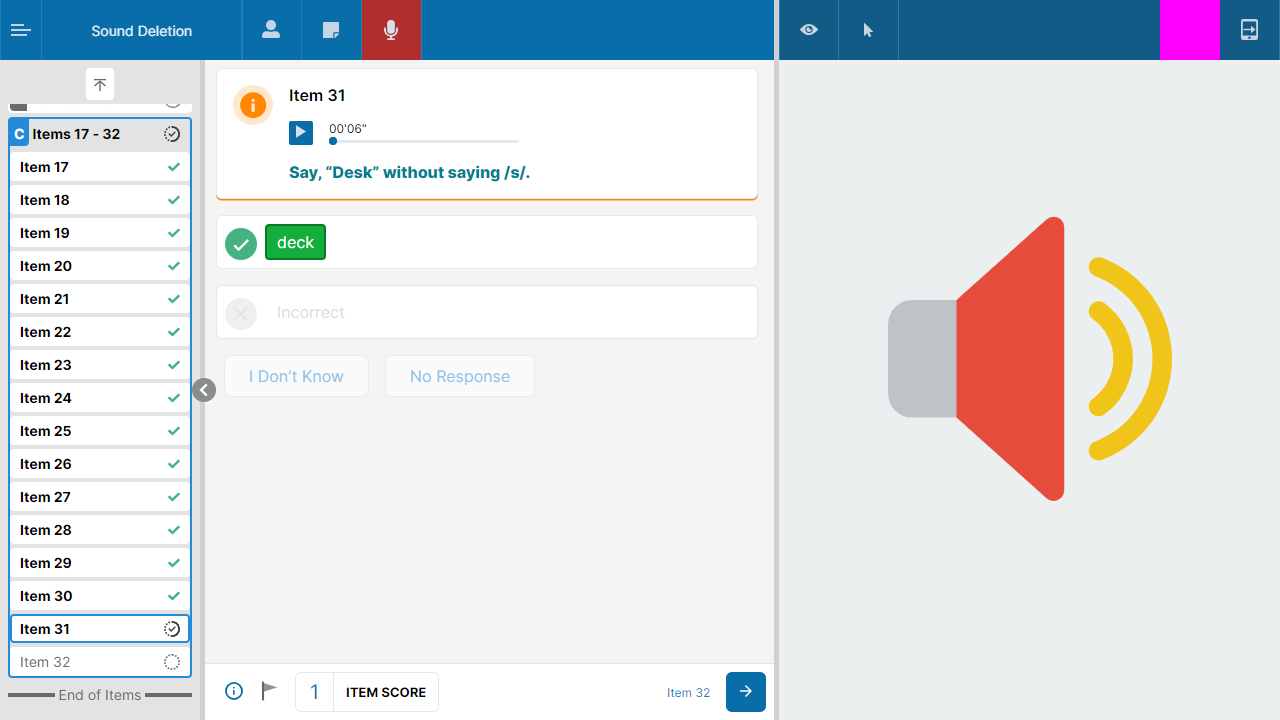 Sound Deletion
C Items 17 - 32
Item 17
Item 18
Item 19
Item 20
Item 21
Item 22
Item 23
Item 24
Item 25
Item 26
Item 27
Item 28
Item 29
Item 30
Item 31
Item 32
End of Items
Item 31
00'06"
Say, “Desk” without saying /s/.
deck
Incorrect
I Don’t Know No Response
1 ITEM SCORE Item 32